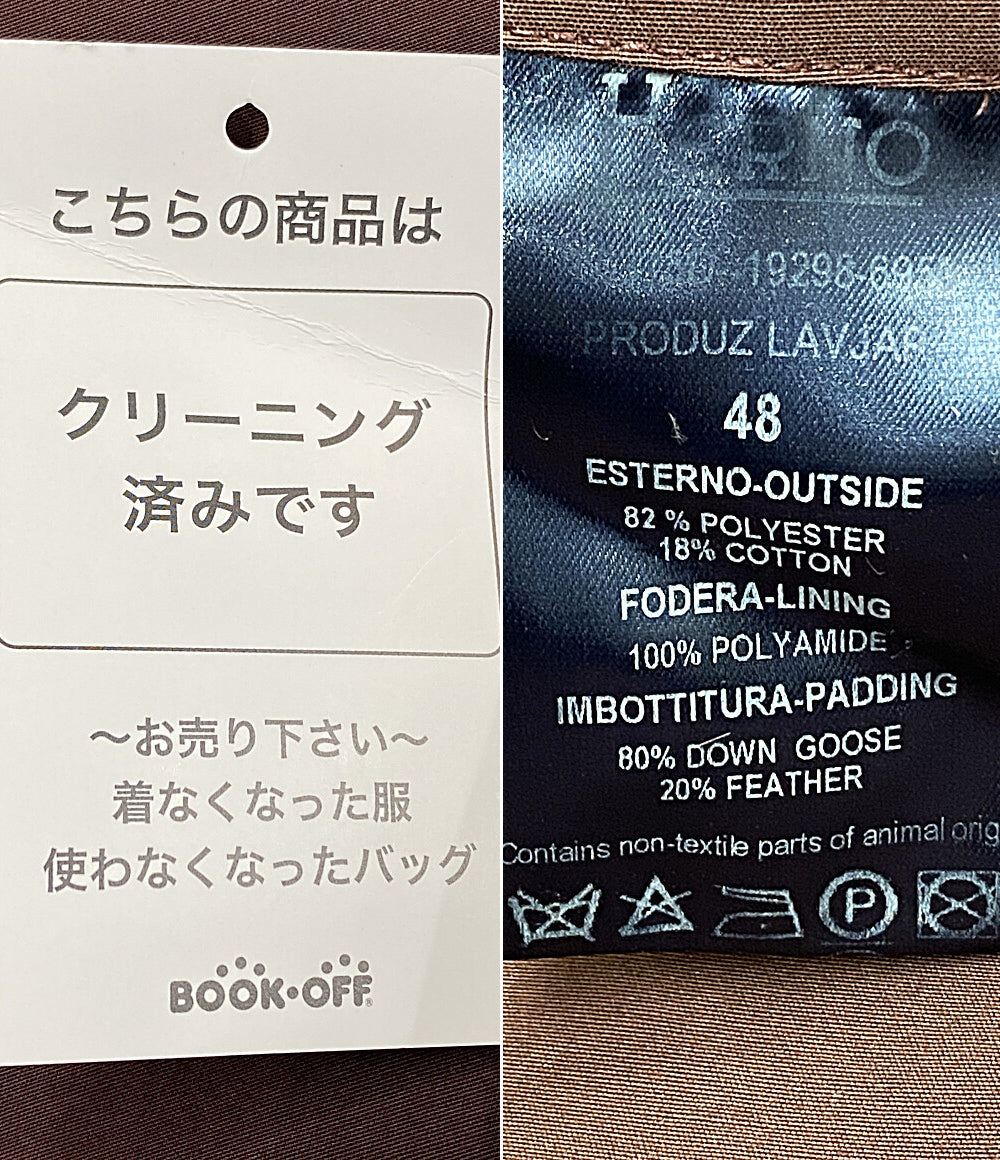 こちらの商品は
クリーニング
済みです
〜お売り下さい〜
着なくなった服
使わなくなったバッグ
BOOK・OFF
PRODUZ
48
ESTERNO-OUTSIDE
82 % POLYESTER
18% COTTON
FODERA-LINING
100% POLYAMIDE
IMBOTTITURA-PADDING
80% DOWN GOOSE
20% FEATHER
Contains non-textile parts of animal
P